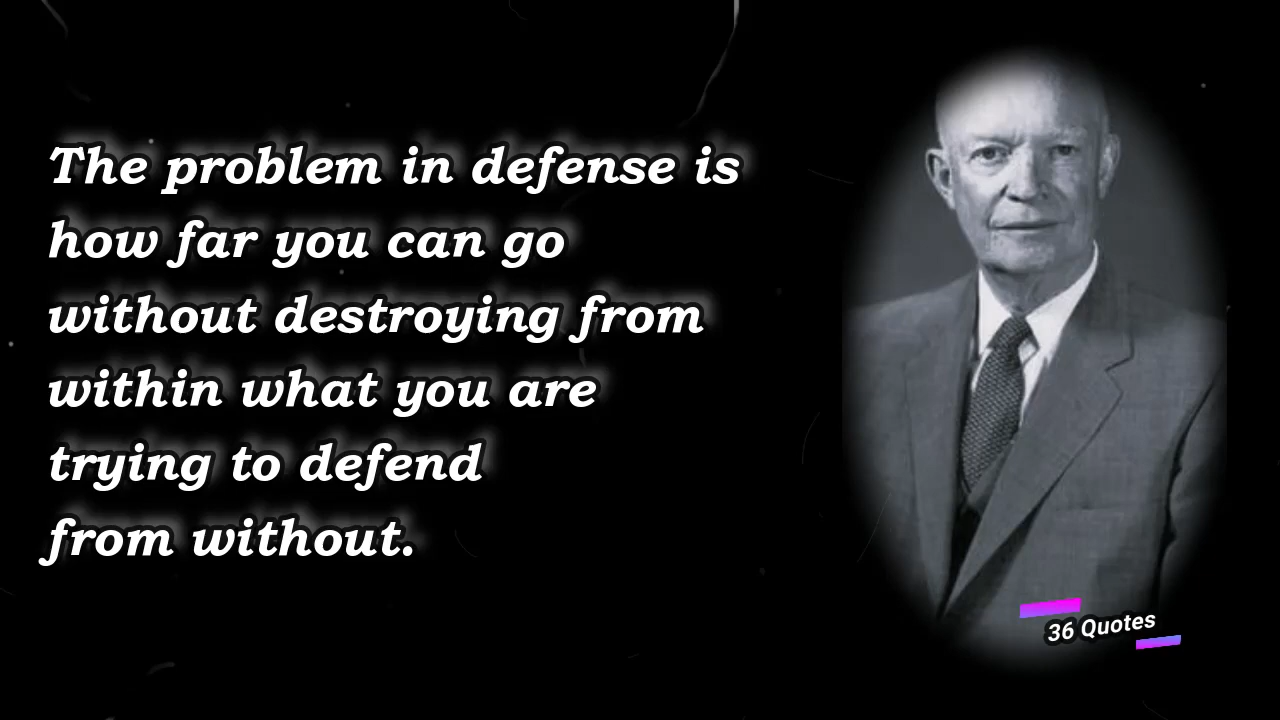 The problem in defense is
how far you can go
without destroying from
within what you are
trying to defend
from without.
36 Quotes